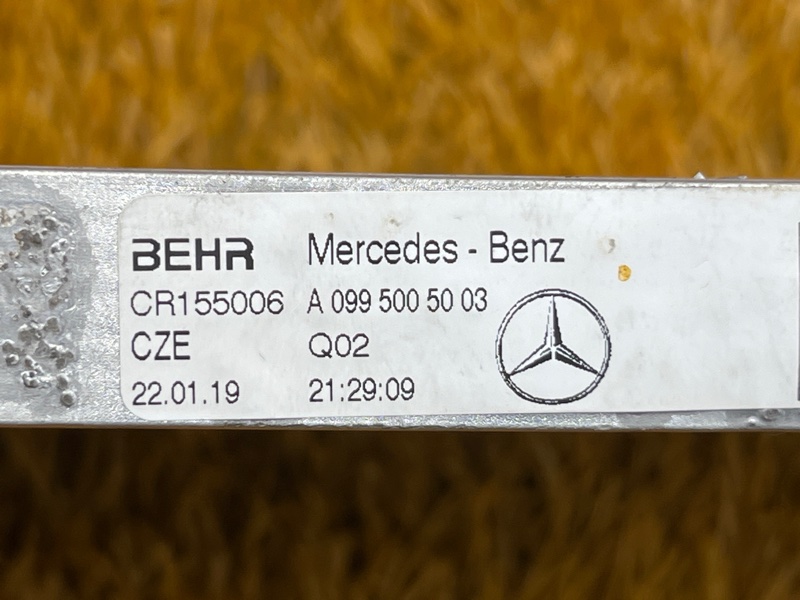 BEHR Mercedes - Benz
CR155006 A 099 500 50 03
CZE Q02
22.01.19 21:29:09